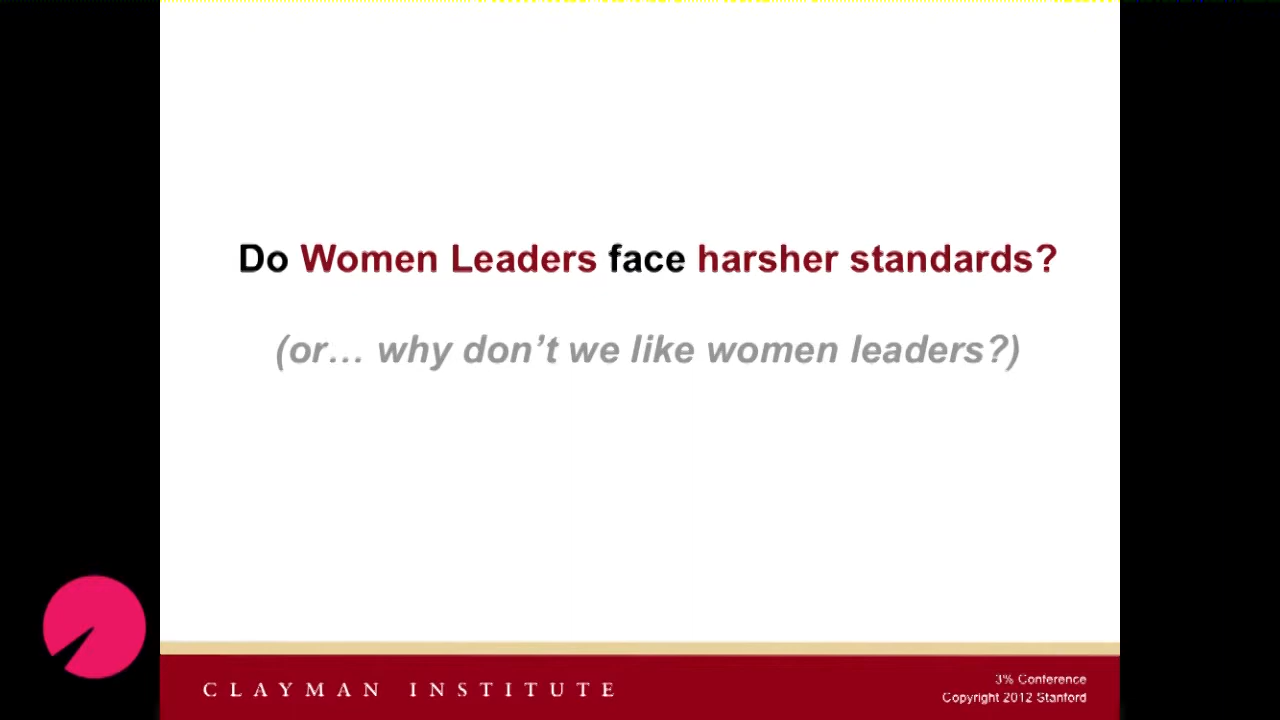 Do Women Leaders face harsher standards?
(or… why don’t we like women leaders?)
CLAYMAN INSTITUTE
3% Conference
Copyright 2012 Stanford